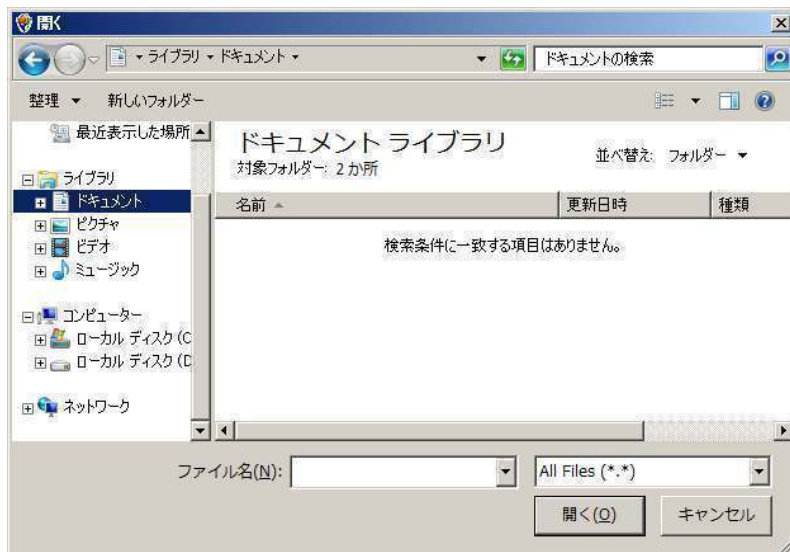 開く
ライブラリ ドキュメント
ドキュメントの検索
整理 新しいフォルダー
最近表示した場所
ライブラリ
ドキュメント
ピクチャ
ビデオ
ミュージック
コンピューター
ローカル ディスク (C
ローカル ディスク (D
ネットワーク
ドキュメント ライブラリ
対象フォルダー: 2 か所
並べ替え: フォルダー
名前 更新日時 種類
検索条件に一致する項目はありません。
ファイル名(N):
All Files (*.*)
開く(O) キャンセル